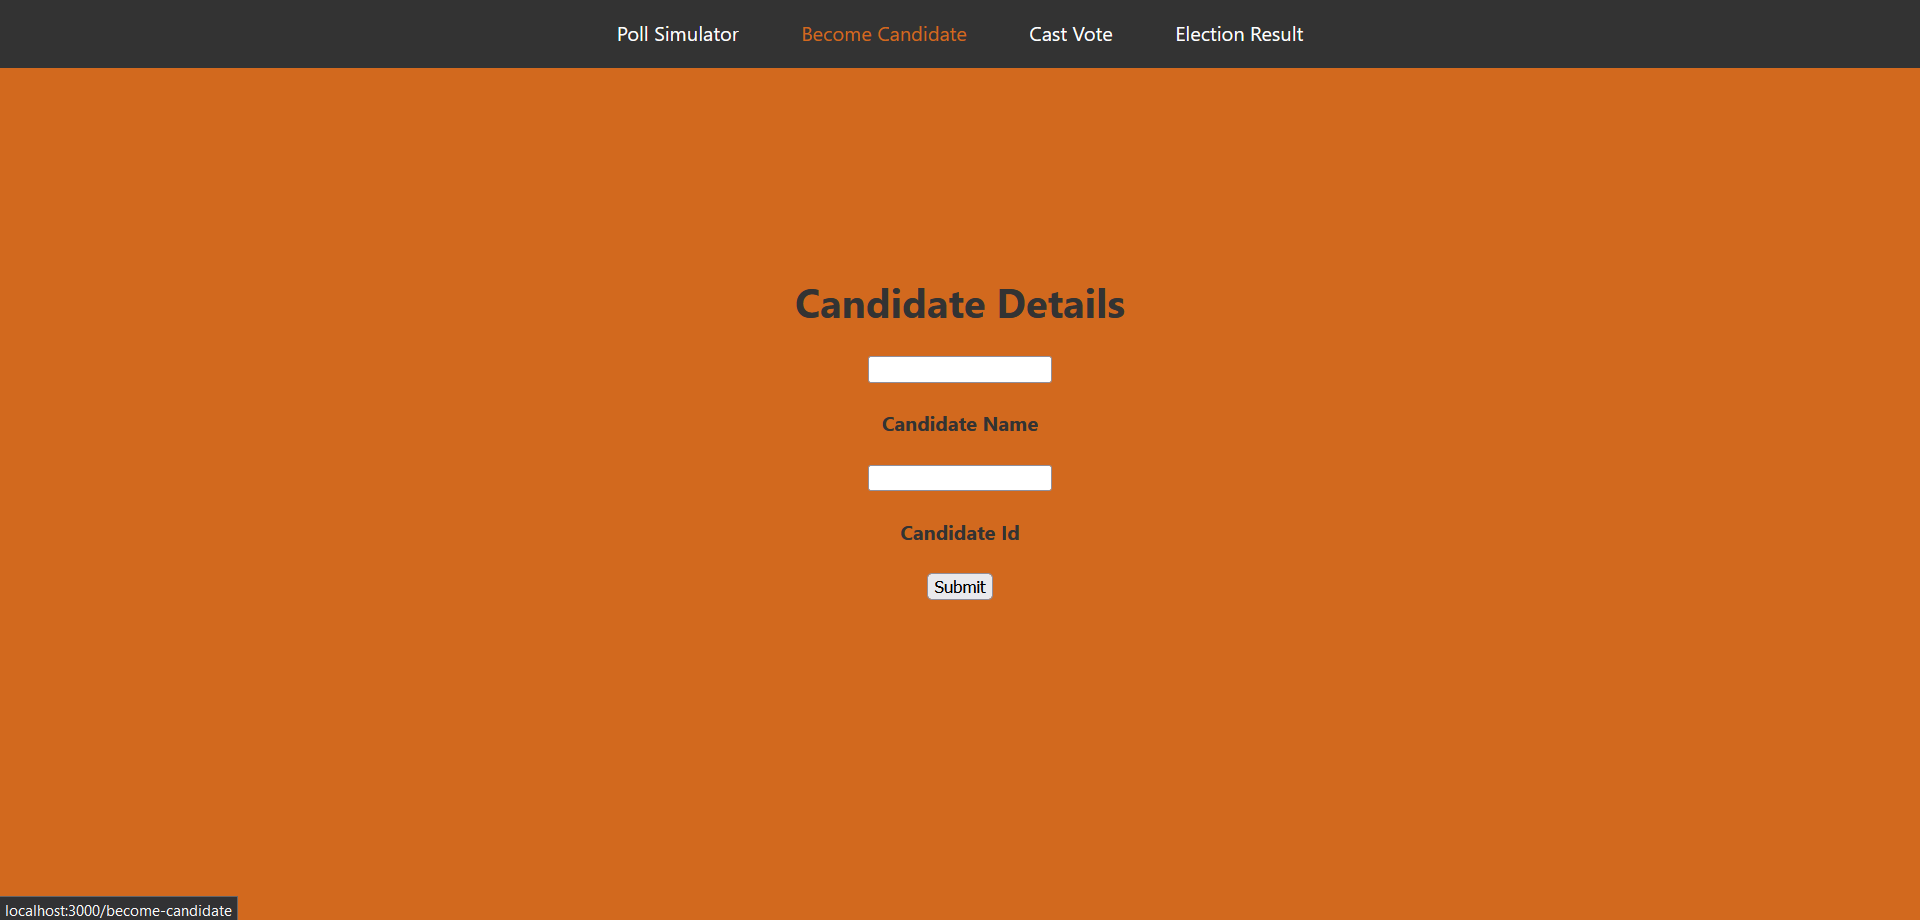 Poll Simulator Become Candidate Cast Vote Election Result
Candidate Details
Candidate Name
Candidate Id
Submit
localhost:3000/become-candidate